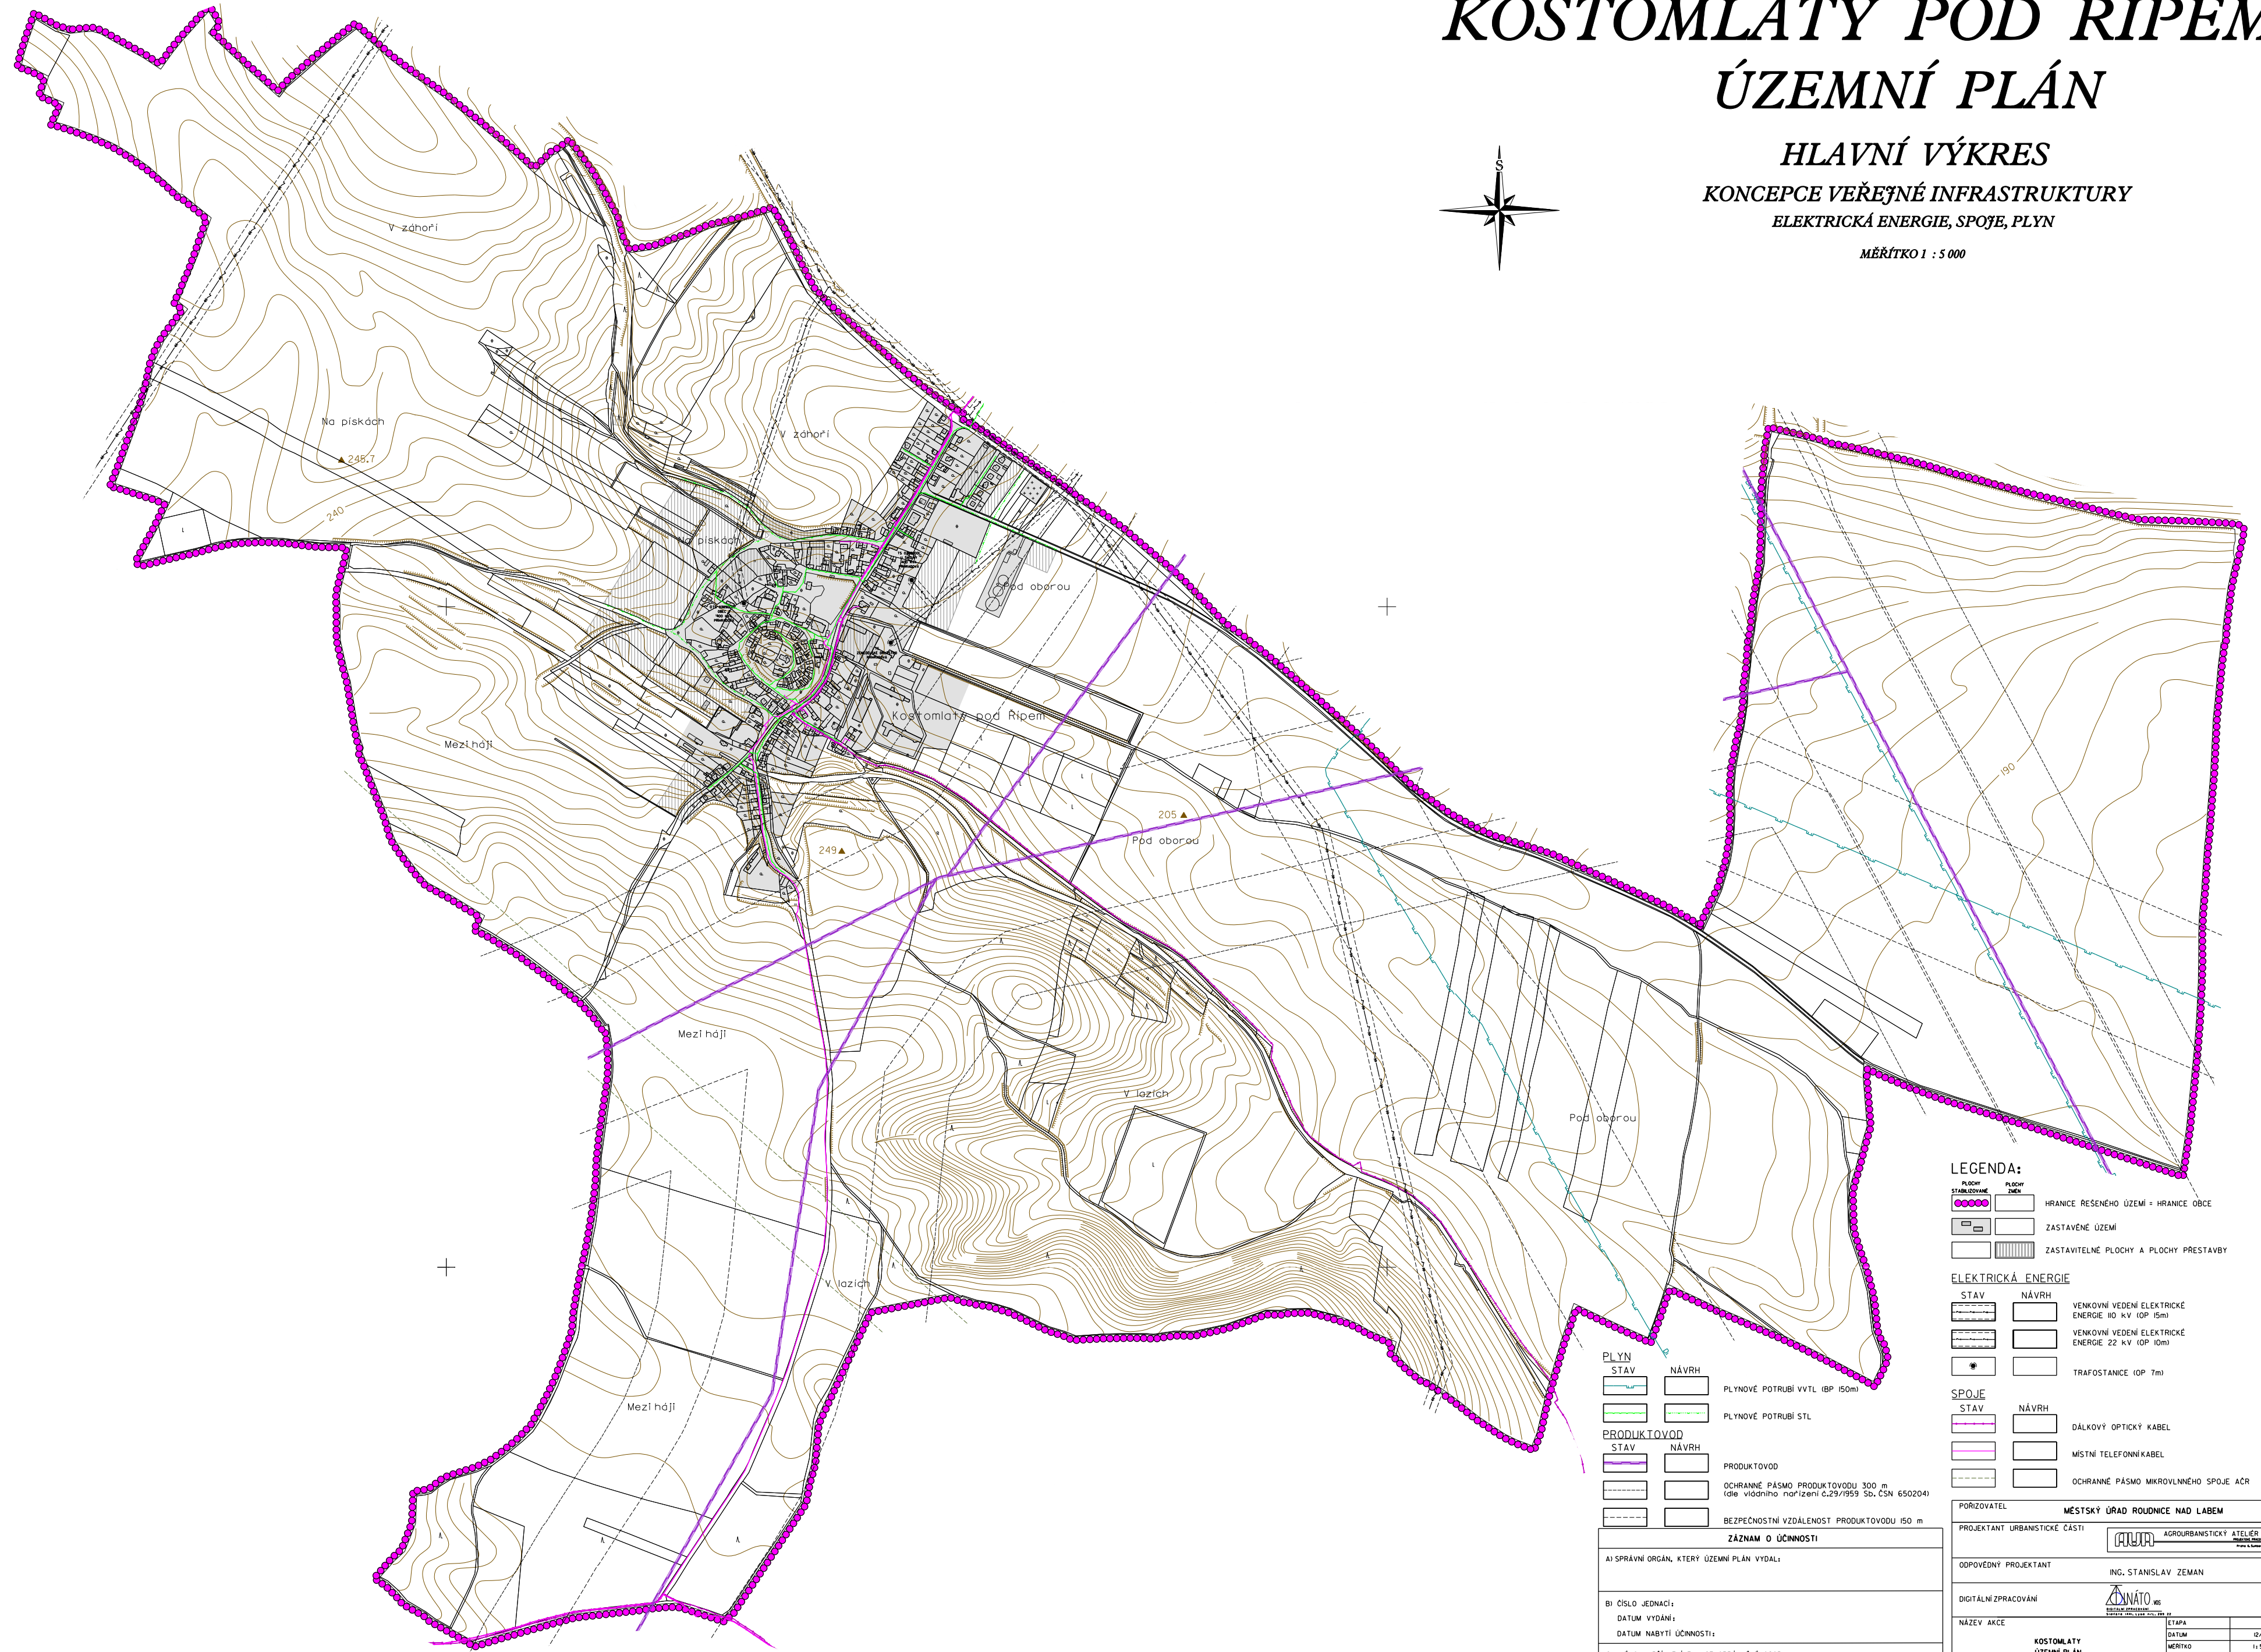 KOSTOMLATY POD ŘÍPEM
ÚZEMNÍ PLÁN
HLAVNÍ VÝKRES
KONCEPCE VEŘEJNÉ INFRASTRUKTURY
ELEKTRICKÁ ENERGIE, SPOJE, PLYN
MĚŘÍTKO 1 : 5 000
S
V záhoří
Na pískách
245.7
V záhoří
240
Na pískách
Pod oborou
Kostomlaty pod Řípem
Mezi háji
190
205
Pod oborou
249
Mezi háji
V lazích
Pod oborou
V lazích
Mezi háji
LEGENDA:
PLOCHY STABILIZOVANÉ
PLOCHY ZMĚN
HRANICE ŘEŠENÉHO ÚZEMÍ = HRANICE OBCE
ZASTAVĚNÉ ÚZEMÍ
ZASTAVITELNÉ PLOCHY A PLOCHY PŘESTAVBY
ELEKTRICKÁ ENERGIE
STAV NÁVRH
VENKOVNÍ VEDENÍ ELEKTRICKÉ
ENERGIE 110 kV (OP 15m)
VENKOVNÍ VEDENÍ ELEKTRICKÉ
ENERGIE 22 kV (OP 10m)
TRAFOSTANICE (OP 7m)
SPOJE
STAV NÁVRH
DÁLKOVÝ OPTICKÝ KABEL
MÍSTNÍ TELEFONNÍ KABEL
OCHRANNÉ PÁSMO MIKROVLNNÉHO SPOJE AČR
PLYN
STAV NÁVRH
PLYNOVÉ POTRUBÍ VVTL (BP 150m)
PLYNOVÉ POTRUBÍ STL
PRODUKTOVOD
STAV NÁVRH
PRODUKTOVOD
OCHRANNÉ PÁSMO PRODUKTOVODU 300 m
(dle vládního nařízení č.29/1959 Sb. ČSN 650204)
BEZPEČNOSTNÍ VZDÁLENOST PRODUKTOVODU 150 m
ZÁZNAM O ÚČINNOSTI
A) SPRÁVNÍ ORGÁN, KTERÝ ÚZEMNÍ PLÁN VYDAL:
B) ČÍSLO JEDNACÍ:
DATUM VYDÁNÍ:
DATUM NABYTÍ ÚČINNOSTI:
POŘIZOVATEL
MĚSTSKÝ ÚŘAD ROUDNICE NAD LABEM
PROJEKTANT URBANISTICKÉ ČÁSTI
AUA
AGROURBANISTICKÝ ATELIÉR
ODPOVĚDNÝ PROJEKTANT
ING. STANISLAV ZEMAN
DIGITÁLNÍ ZPRACOVÁNÍ
NÁZEV AKCE
KOSTOMLATY
ÚZEMNÍ PLÁN
ETAPA
DATUM
MĚŘÍTKO